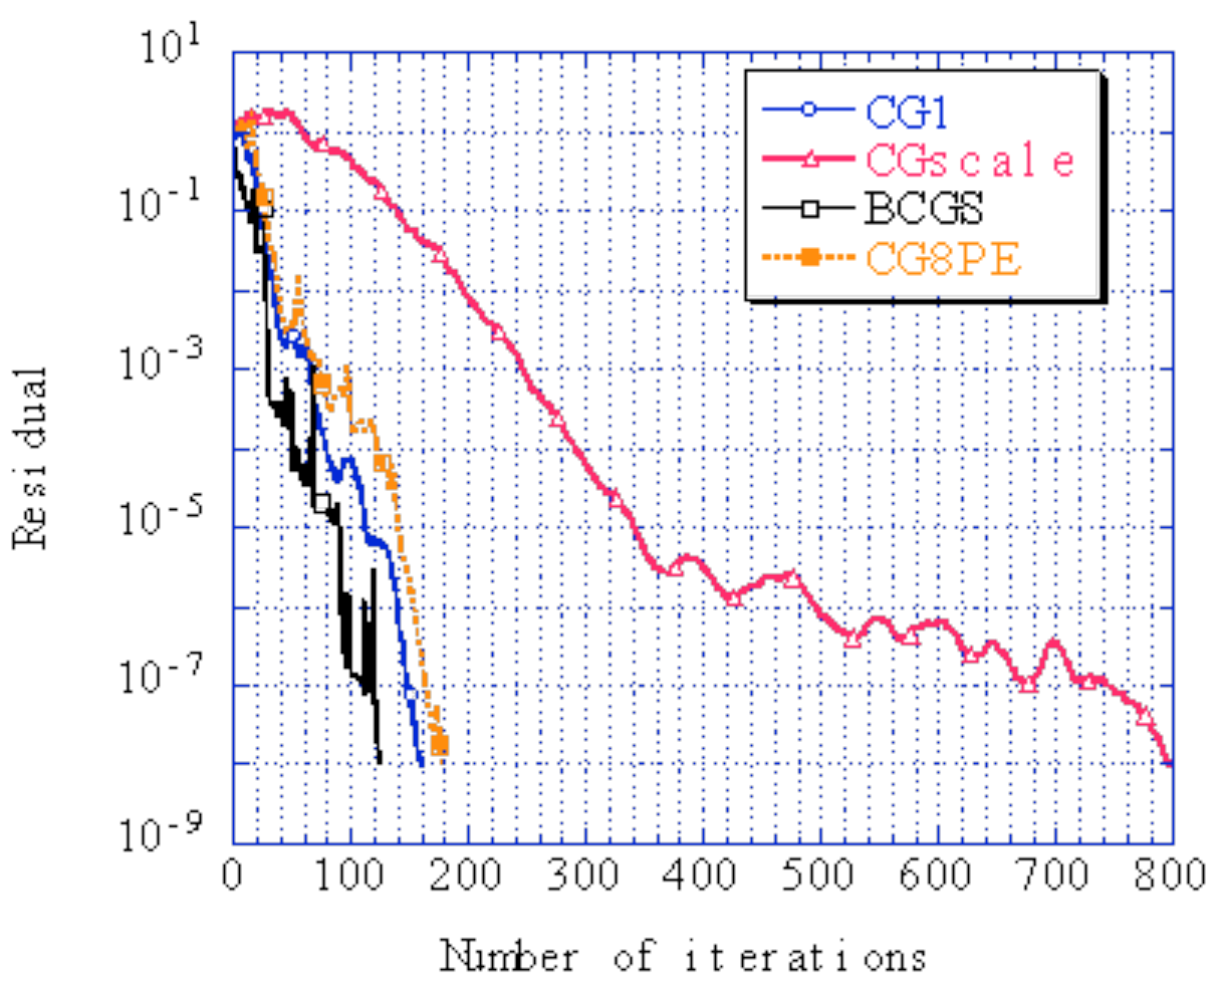 10^1
10^-1
10^-3
10^-5
10^-7
10^-9
Residual
CG1
CGscale
BCGS
CG8PE
0 100 200 300 400 500 600 700 800
Number of iterations